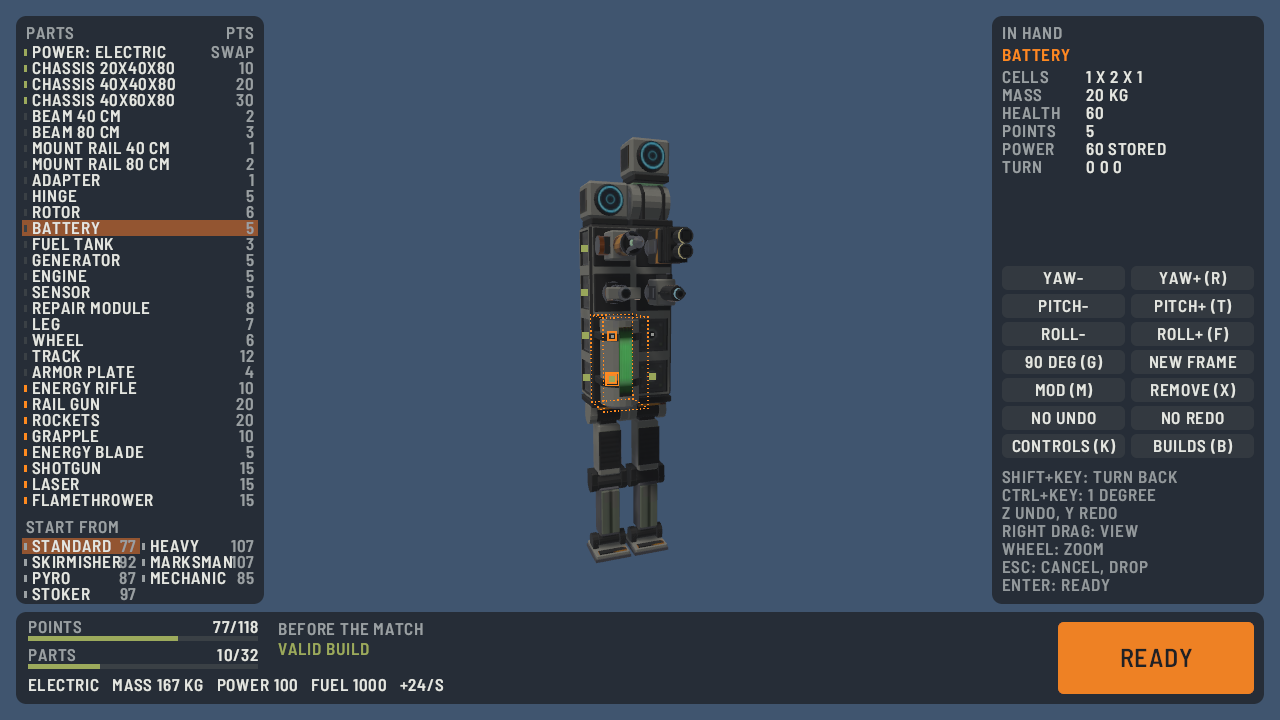 PARTS PTS
POWER: ELECTRIC SWAP
CHASSIS 20X40X80 10
CHASSIS 40X40X80 20
CHASSIS 40X60X80 30
BEAM 40 CM 2
BEAM 80 CM 3
MOUNT RAIL 40 CM 1
MOUNT RAIL 80 CM 2
ADAPTER 1
HINGE 5
ROTOR 6
BATTERY 5
FUEL TANK 3
GENERATOR 5
ENGINE 5
SENSOR 5
REPAIR MODULE 8
LEG 7
WHEEL 6
TRACK 12
ARMOR PLATE 4
ENERGY RIFLE 10
RAIL GUN 20
ROCKETS 20
GRAPPLE 10
ENERGY BLADE 5
SHOTGUN 15
LASER 15
FLAMETHROWER 15
START FROM
STANDARD 77 HEAVY 107
SKIRMISHER 92 MARKSMAN 107
PYRO 87 MECHANIC 85
STOKER 97
IN HAND
BATTERY
CELLS 1 X 2 X 1
MASS 20 KG
HEALTH 60
POINTS 5
POWER 60 STORED
TURN 0 0 0
YAW- YAW+ (R)
PITCH- PITCH+ (T)
ROLL- ROLL+ (F)
90 DEG (G) NEW FRAME
MOD (M) REMOVE (X)
NO UNDO NO REDO
CONTROLS (K) BUILDS (B)
SHIFT+KEY: TURN BACK
CTRL+KEY: 1 DEGREE
Z UNDO, Y REDO
RIGHT DRAG: VIEW
WHEEL: ZOOM
ESC: CANCEL, DROP
ENTER: READY
POINTS 77/118
PARTS 10/32
ELECTRIC MASS 167 KG POWER 100 FUEL 1000 +24/S
BEFORE THE MATCH
VALID BUILD
READY